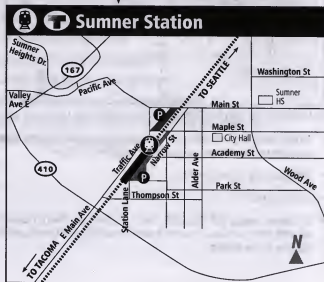 T Sumner Station
Sumner
Heights Dr.
167
Valley
Ave E
Pacific Ave
TO SEATTLE
Washington St
Sumner
HS
P
Main St
Maple St
City Hall
Traffic Ave
Narrow St
Academy St
410
P
Alder Ave
Wood Ave
Park St
Thompson St
Station Lane
E Main Ave
TO TACOMA
N